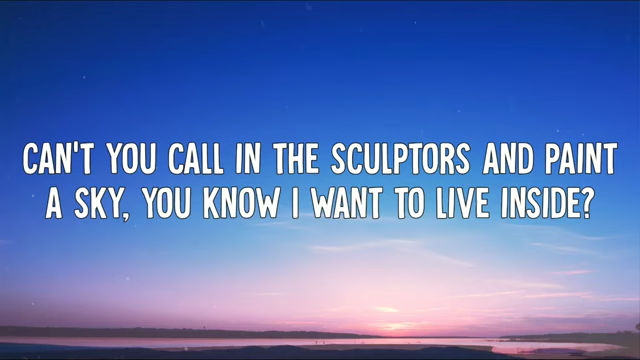 CAN'T YOU CALL IN THE SCULPTORS AND PAINT
A SKY, YOU KNOW I WANT TO LIVE INSIDE?